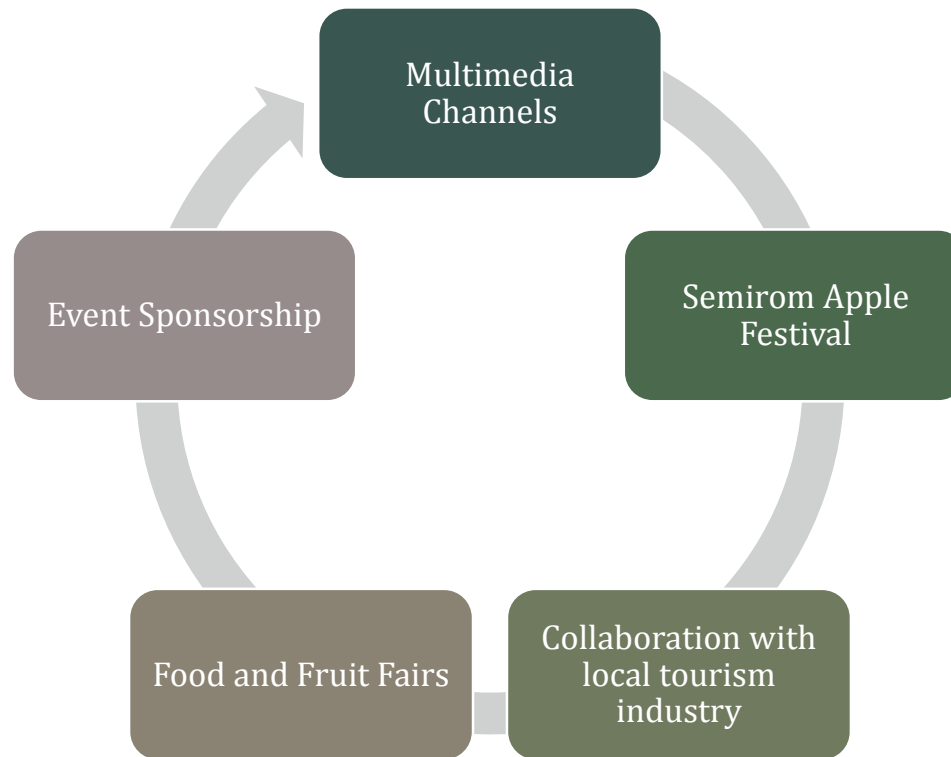 Multimedia
Channels
Semirom Apple
Festival
Collaboration with
local tourism
industry
Food and Fruit Fairs
Event Sponsorship